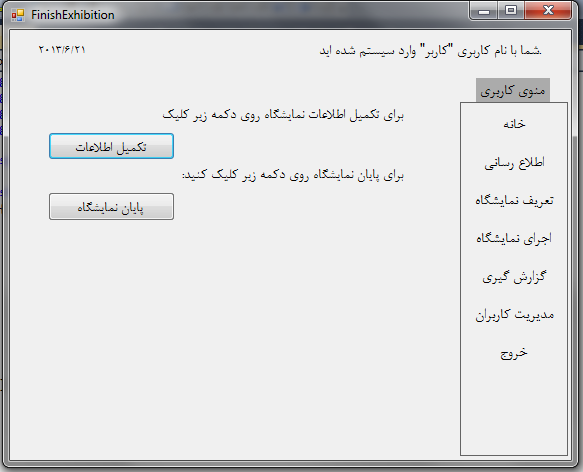 FinishExhibition
.شما با نام کاربری "کاربر" وارد سیستم شده اید
۲۰۱۳/۶/۲۱
منوی کاربری
خانه
اطلاع رسانی
تعریف نمایشگاه
اجرای نمایشگاه
گزارش گیری
مدیریت کاربران
خروج
برای تکمیل اطلاعات نمایشگاه روی دکمه زیر کلیک
تکمیل اطلاعات
برای پایان نمایشگاه روی دکمه زیر کلیک کنید:
پایان نمایشگاه